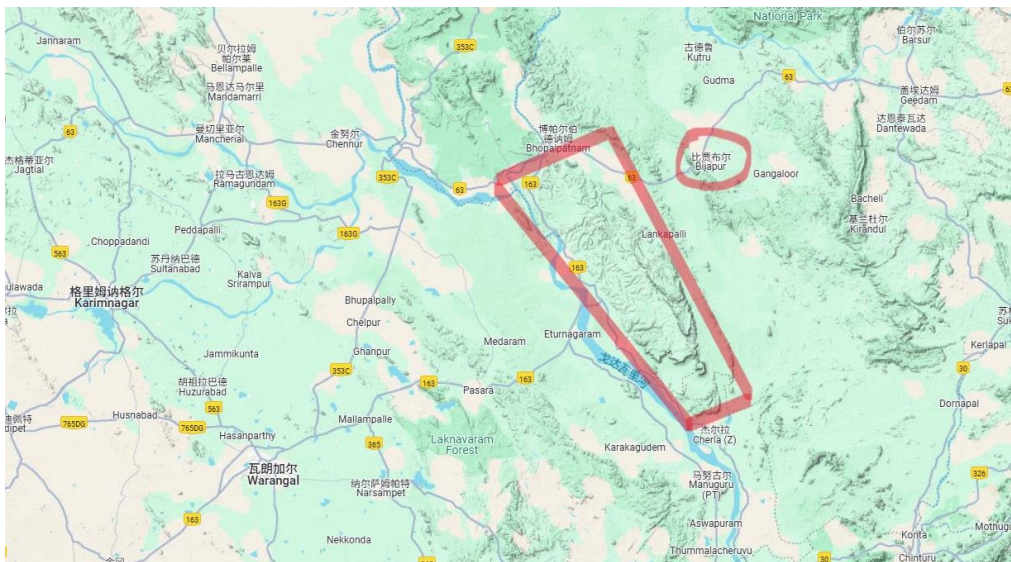 National Park
Jannaram
353C
贝尔拉姆
帕尔莱
Bellampalle
古德鲁
Kutru
伯尔苏尔
Barsur
Gudma
63
马恩达马尔里
Mandamarri
盖埃达姆
Geedam
63
曼切里亚尔
Mancherial
金努尔
Chennur
博帕尔伯
德讷姆
Bhopalpatnam
达恩泰瓦达
Dantewada
杰格蒂亚尔
Jagtial
比贾布尔
Bijapur
Gangaloor
拉马古恩达姆
Ramagundam
353C
63
163
63
163G
Bacheli
基兰杜尔
Kirandul
Peddapalli
163G
Lankapalli
Choppadandi
563
苏丹纳巴德
Sultanabad
163
Kalva
Srirampur
格里姆讷格尔
Karimnagar
Bhupalpally
Chelpur
Eturnagaram
Medaram
Kerlapal
Jammikunta
Ghanpur
戈达瓦里河
353C
163
163
30
胡祖拉巴德
Huzurabad
Pasara
563
Dornapal
Husnabad
Mallampalle
765DG
765DG
Hasanparthy
杰尔拉
Cherla (Z)
365
Laknavaram
Forest
Karakagudem
瓦朗加尔
Warangal
马努古尔
Manuguru
(PT)
326
纳尔萨姆帕特
Narsampet
163
Aswapuram
Konta
Nekkonda
Thummalacheruvu
30
Chinturu